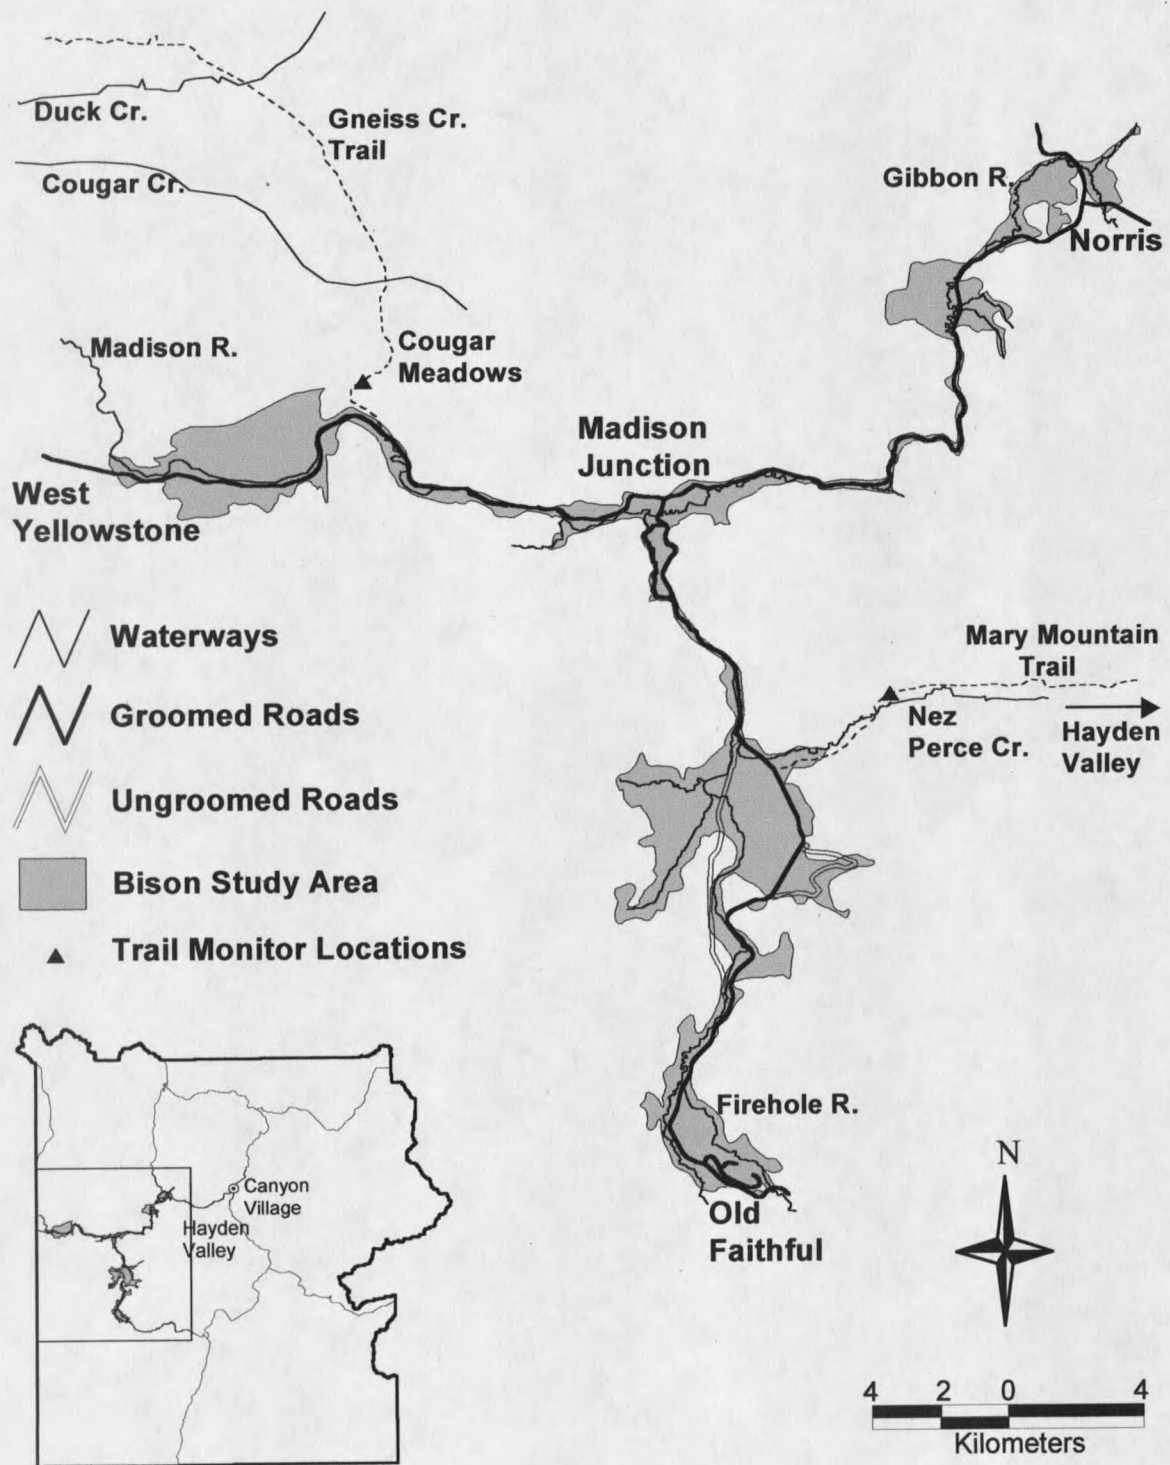 Duck Cr.
Gneiss Cr.
Trail
Cougar Cr.
Gibbon R.
Norris
Madison R.
Cougar
Meadows
Madison
Junction
West
Yellowstone
Waterways
Groomed Roads
Ungroomed Roads
Bison Study Area
Trail Monitor Locations
Mary Mountain
Trail
Nez
Perce Cr.
Hayden
Valley
Firehole R.
Old
Faithful
Canyon
Village
Hayden
Valley
N
4 2 0 4
Kilometers